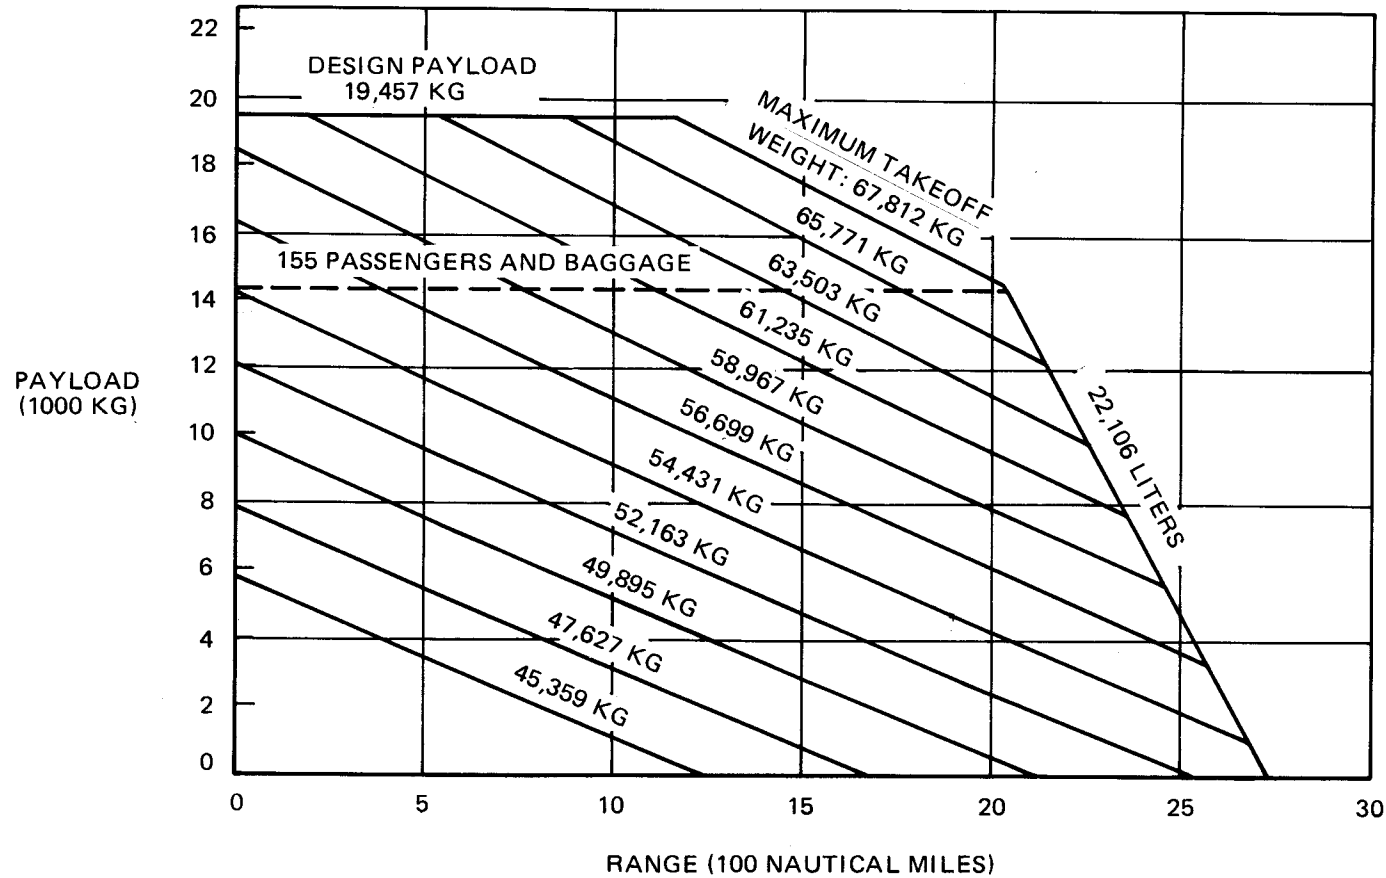 22
DESIGN PAYLOAD
19,457 KG
20
MAXIMUM TAKEOFF
WEIGHT: 67,812 KG
18
65,771 KG
16
155 PASSENGERS AND BAGGAGE
63,503 KG
14
61,235 KG
12
58,967 KG
PAYLOAD
(1000 KG)
22,106 LITERS
56,699 KG
10
54,431 KG
8
52,163 KG
6
49,895 KG
4
47,627 KG
45,359 KG
2
0
0 5 10 15 20 25 30
RANGE (100 NAUTICAL MILES)